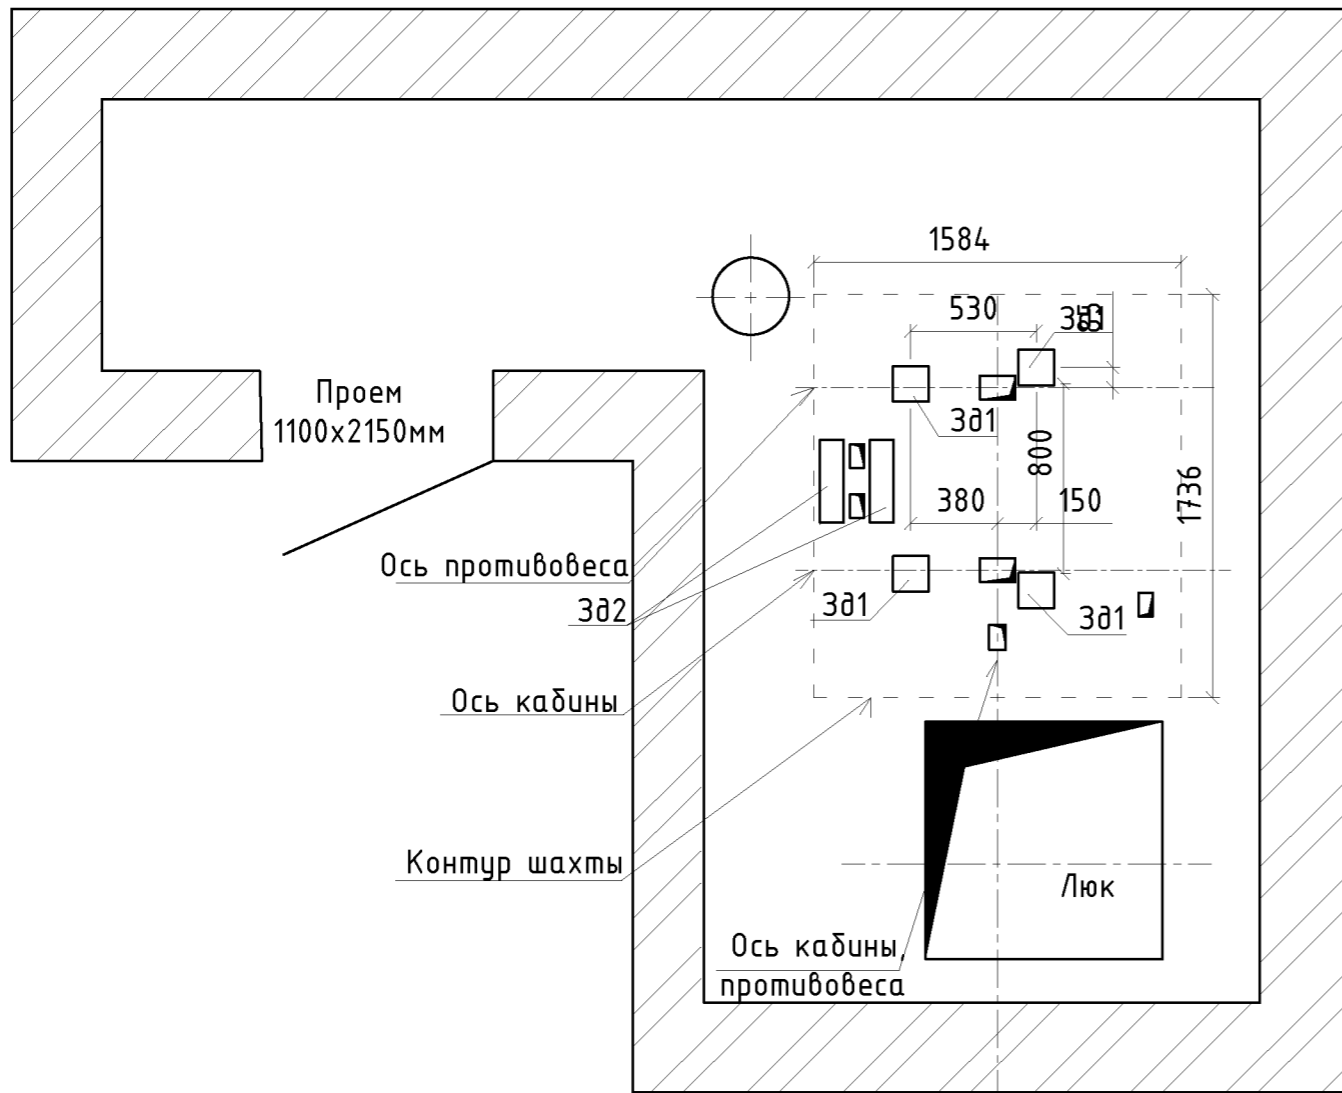 1584
530
Зд1
Проем
1100х2150мм
Зд1
800
1736
380
150
Ось противовеса
Зд2
Зд1
Зд1
Ось кабины
Контур шахты
Люк
Ось кабины,
противовеса